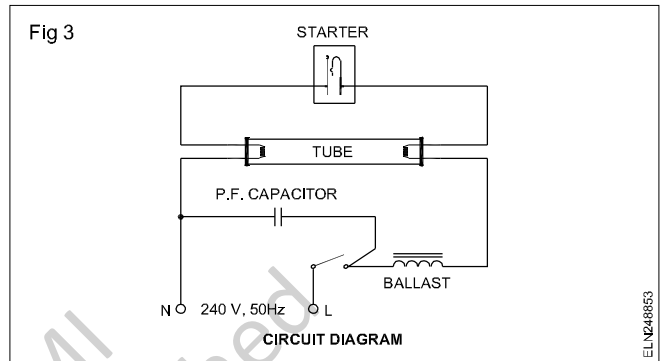 Fig 3
STARTER
TUBE
P.F. CAPACITOR
BALLAST
N 240 V, 50Hz L
CIRCUIT DIAGRAM
ELN248853